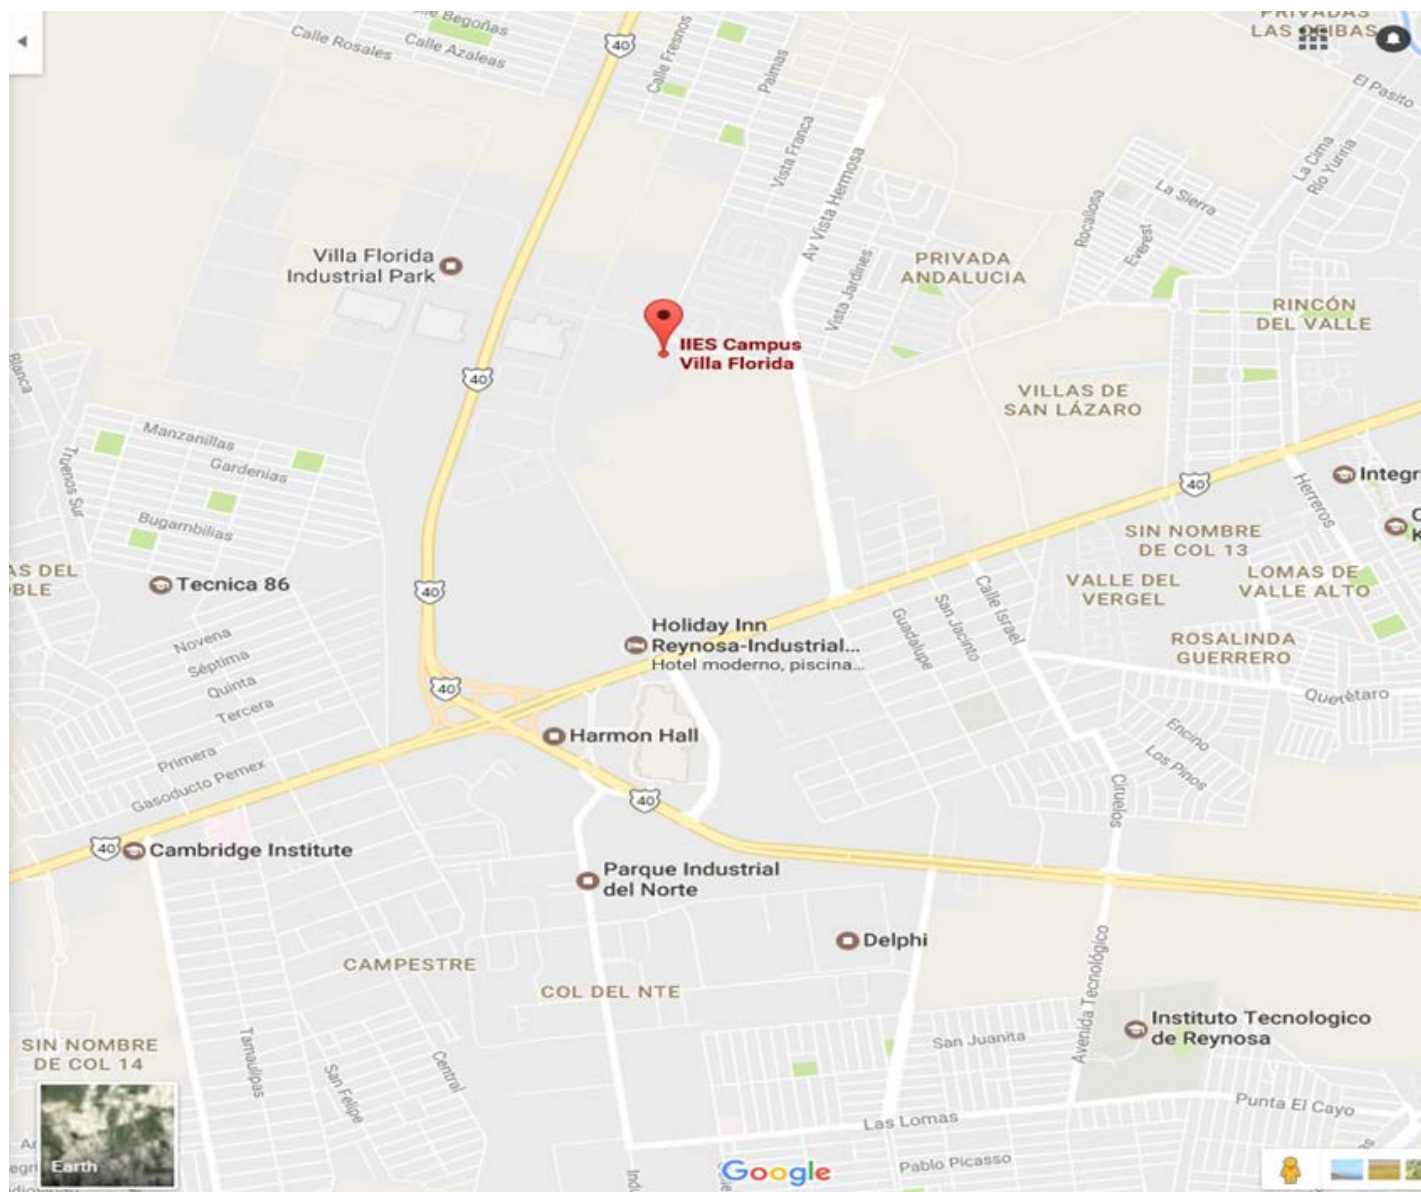 Begoñas
PRIVADAS
LAS CEIBAS
Calle Rosales
Calle Azaleas
40
Calle Fresnos
Palmas
El Pasito
Vista Franca
Av Vista Hermosa
La Cima
Río Yuriria
La Sierra
Rocallosa
Everest
Villa Florida
Industrial Park
PRIVADA
ANDALUCIA
Vista Jardines
RINCÓN
DEL VALLE
IIES Campus
Villa Florida
40
Blanca
VILLAS DE
SAN LÁZARO
Manzanillas
Gardenias
Truenos Sur
Bugambilias
40
Integr
Herreros
SIN NOMBRE
DE COL 13
AS DEL
OBLE
Tecnica 86
40
VALLE DEL
VERGEL
LOMAS DE
VALLE ALTO
Calle Israel
San Jacinto
Guadalupe
Holiday Inn
Reynosa-Industrial...
Hotel moderno, piscina...
ROSALINDA
GUERRERO
Novena
Séptima
Quinta
Tercera
Primera
Gasoducto Pemex
40
Querétaro
Encino
Los Pinos
Harmon Hall
Ciruelos
40
40
Cambridge Institute
Parque Industrial
del Norte
Delphi
CAMPESTRE
COL DEL NTE
Avenida Tecnológico
Instituto Tecnologico
de Reynosa
San Juanita
SIN NOMBRE
DE COL 14
Tamaulipas
San Felipe
Central
Punta El Cayo
Las Lomas
Earth
Google
Pablo Picasso